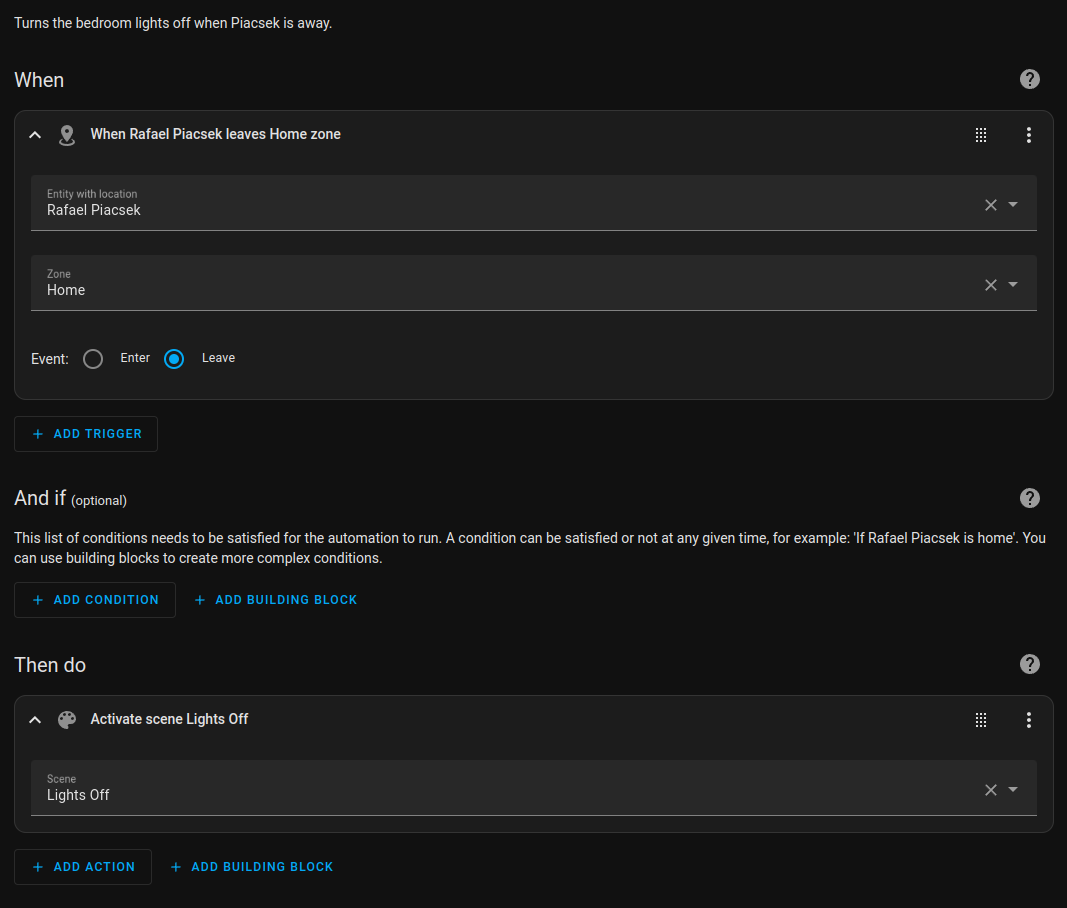 Turns the bedroom lights off when Piacsek is away.
When
When Rafael Piacsek leaves Home zone
Entity with location
Rafael Piacsek
Zone
Home
Event: Enter Leave
+ ADD TRIGGER
And if (optional)
This list of conditions needs to be satisfied for the automation to run. A condition can be satisfied or not at any given time, for example: 'If Rafael Piacsek is home'. You
can use building blocks to create more complex conditions.
+ ADD CONDITION + ADD BUILDING BLOCK
Then do
Activate scene Lights Off
Scene
Lights Off
+ ADD ACTION + ADD BUILDING BLOCK